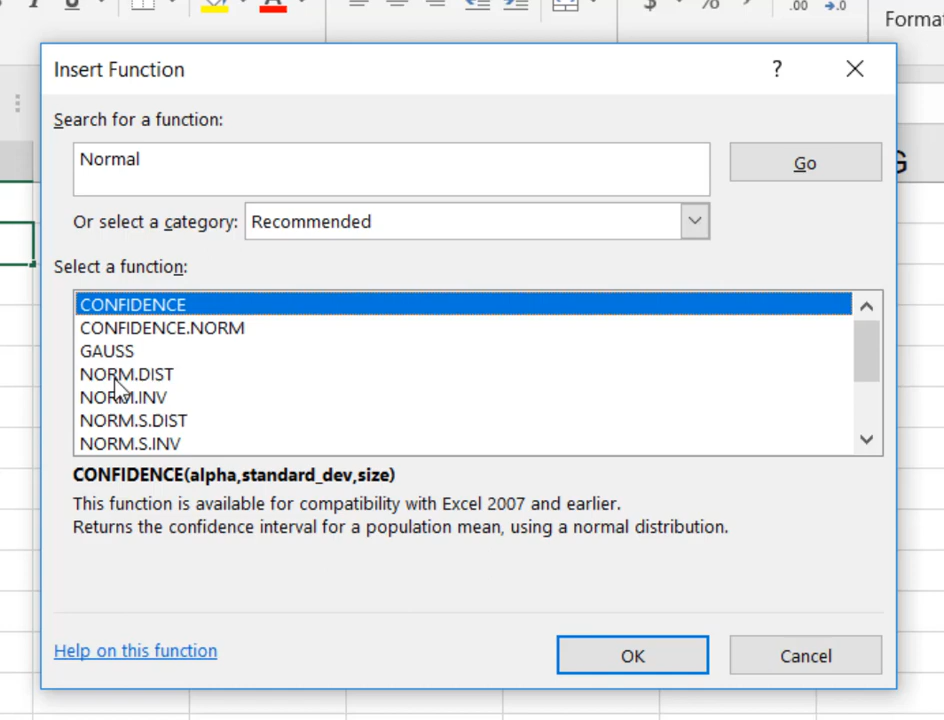 I U A $ % , .00 .0
Format
Insert Function ? ×
Search for a function:
Normal
Go
Or select a category: Recommended
G
Select a function:
CONFIDENCE
CONFIDENCE.NORM
GAUSS
NORM.DIST
NORM.INV
NORM.S.DIST
NORM.S.INV
CONFIDENCE(alpha,standard_dev,size)
This function is available for compatibility with Excel 2007 and earlier.
Returns the confidence interval for a population mean, using a normal distribution.
Help on this function
OK
Cancel